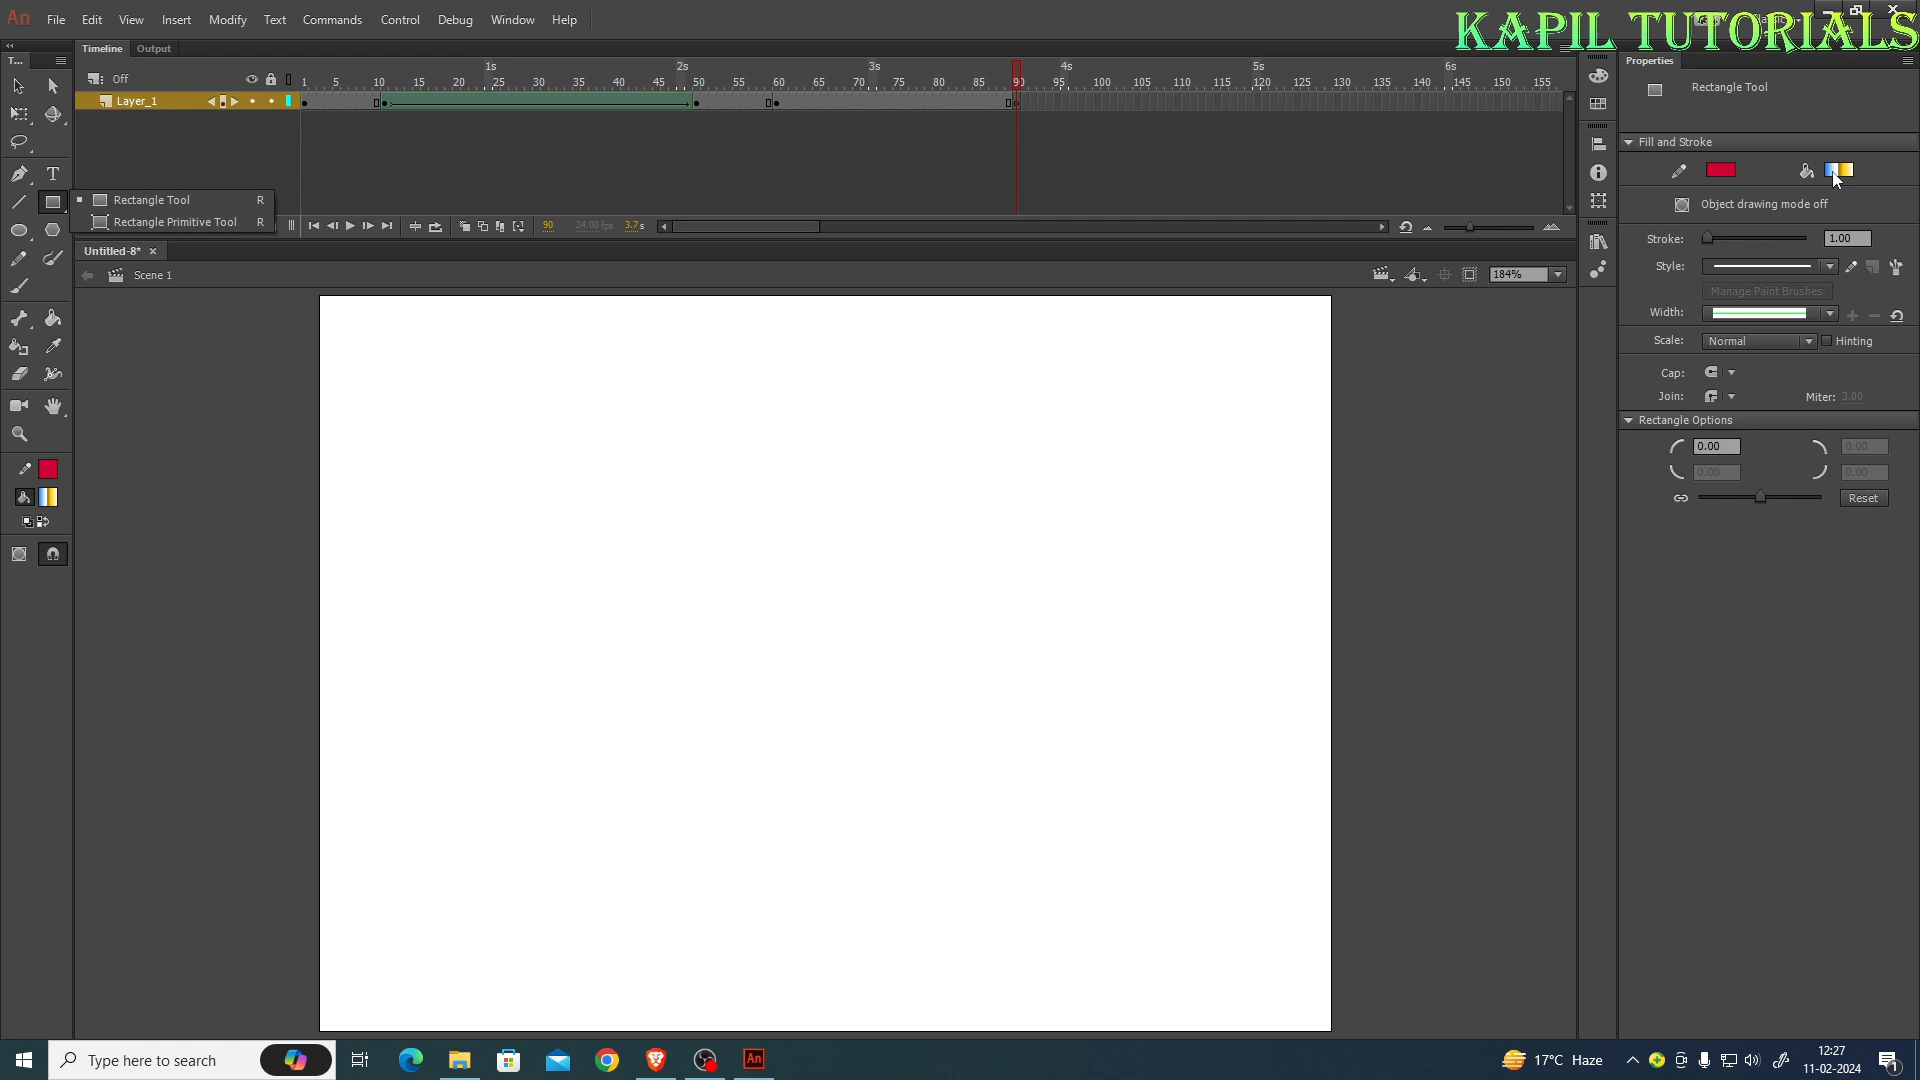 An File Edit View Insert Modify Text Commands Control Debug Window Help
KAPIL TUTORIALS
T... Timeline Output
Properties
Off
1s 2s 3s 4s 5s 6s
1 5 10 15 20 25 30 35 40 45 50 55 60 65 70 75 80 85 90 95 100 105 110 115 120 125 130 135 140 145 150 155
Layer_1
Rectangle Tool
Fill and Stroke
T
Rectangle Tool R
Rectangle Primitive Tool R
Object drawing mode off
90 24.00 fps 3.7 s
Stroke: 1.00
Untitled-8* ×
Style:
Scene 1
184%
Manage Paint Brushes
Width:
Scale: Normal Hinting
Cap:
Join: Miter: 3.00
Rectangle Options
0.00 0.00
0.00 0.00
Reset
Type here to search
An
17°C Haze
12:27
11-02-2024
1